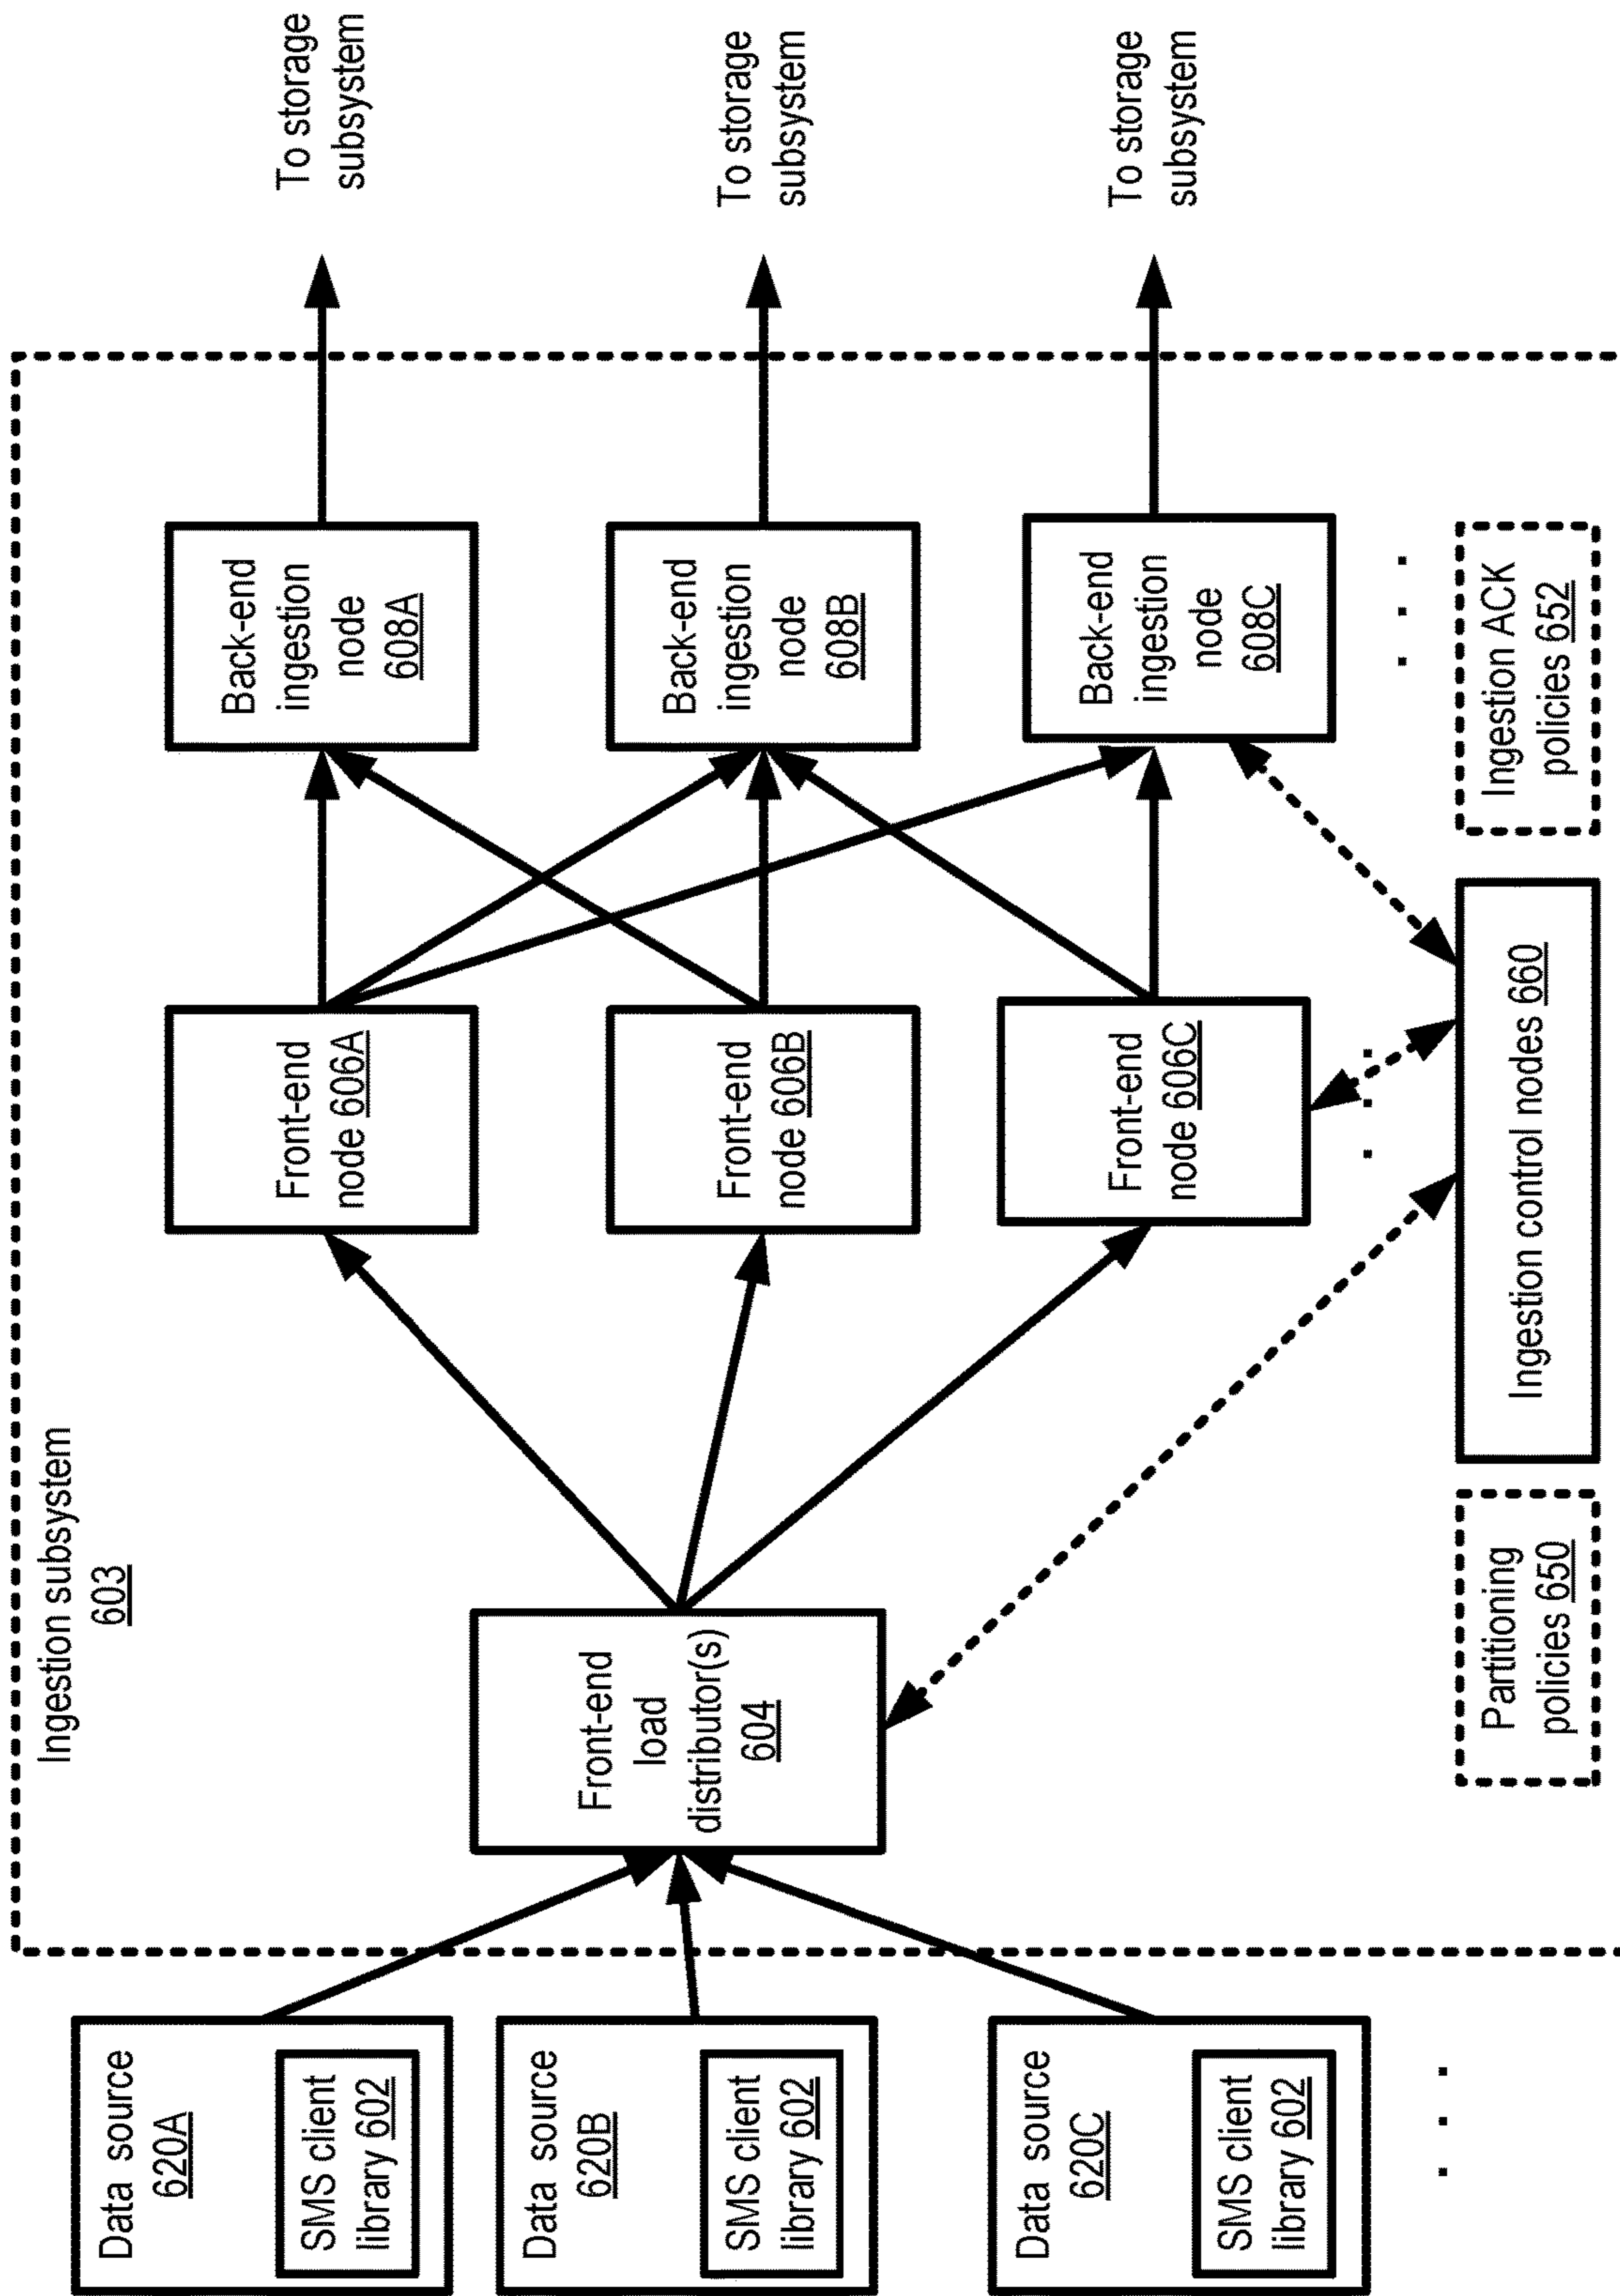 Ingestion subsystem
603
Data source
620A
SMS client
library 602
Data source
620B
SMS client
library 602
Data source
620C
SMS client
library 602
. . .
Front-end
load
distributor(s)
604
Front-end
node 606A
Front-end
node 606B
Front-end
node 606C
. . .
Back-end
ingestion
node
608A
Back-end
ingestion
node
608B
Back-end
ingestion
node
608C
. . .
To storage
subsystem
To storage
subsystem
To storage
subsystem
Partitioning
policies 650
Ingestion control nodes 660
Ingestion ACK
policies 652